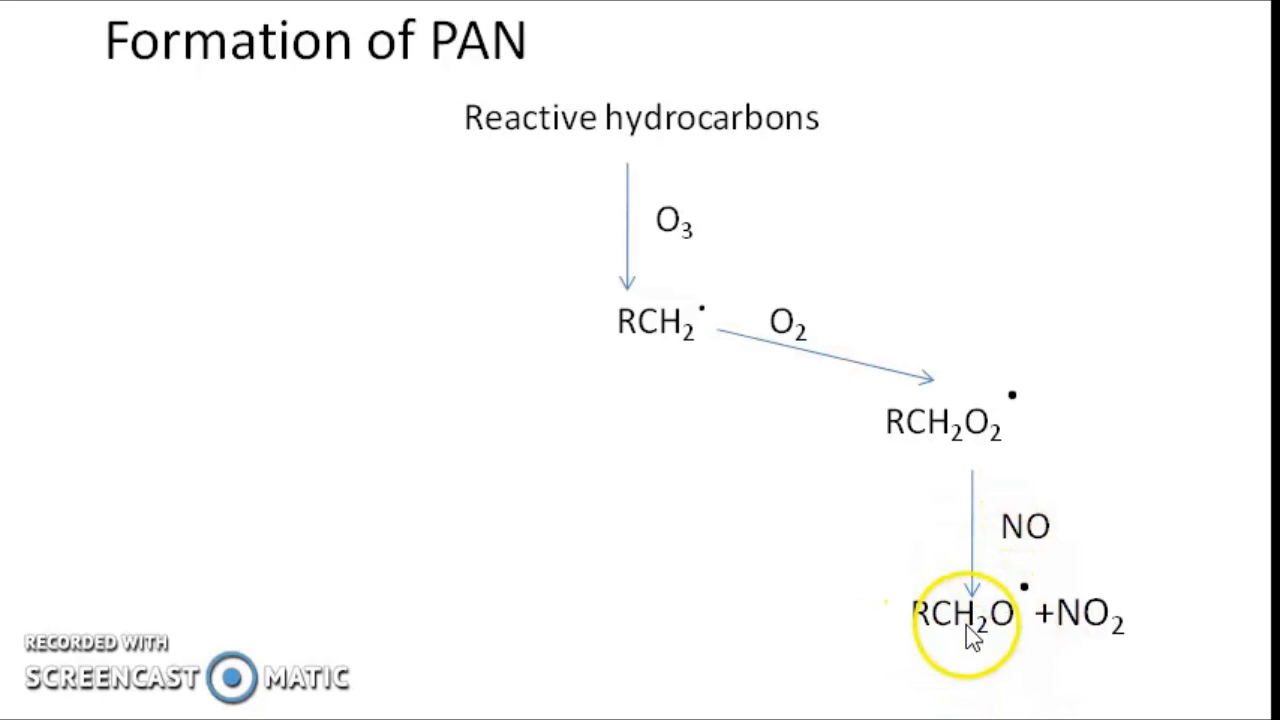 Formation of PAN
Reactive hydrocarbons
O₃
RCH₂•
O₂
RCH₂O₂•
NO
RCH₂O• +NO₂
RECORDED WITH
SCREENCAST MATIC